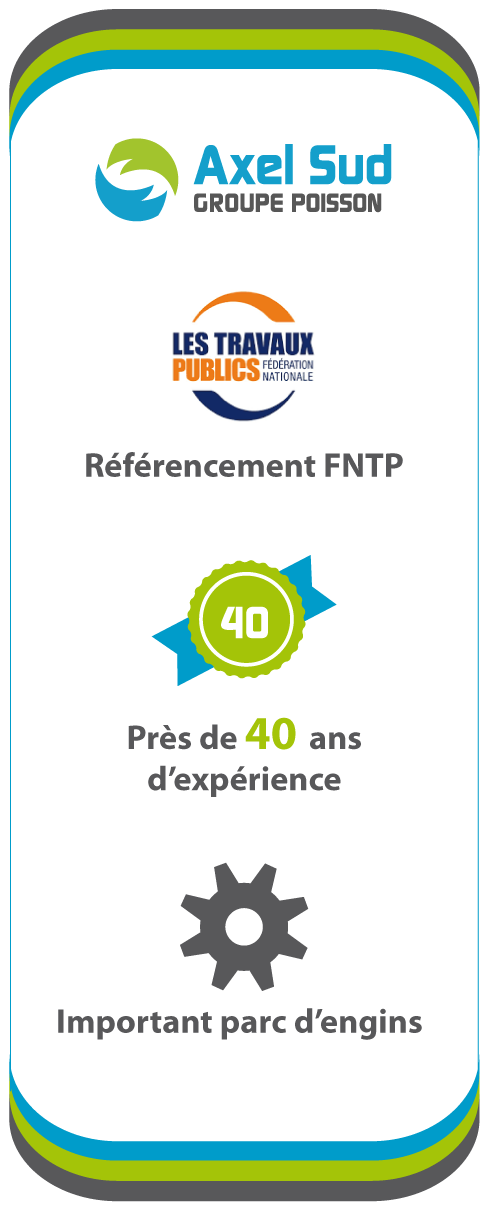 Axel Sud
GROUPE POISSON
LES TRAVAUX
PUBLICS FÉDÉRATION
NATIONALE
Référencement FNTP
40
Près de 40 ans
d’expérience
Important parc d’engins